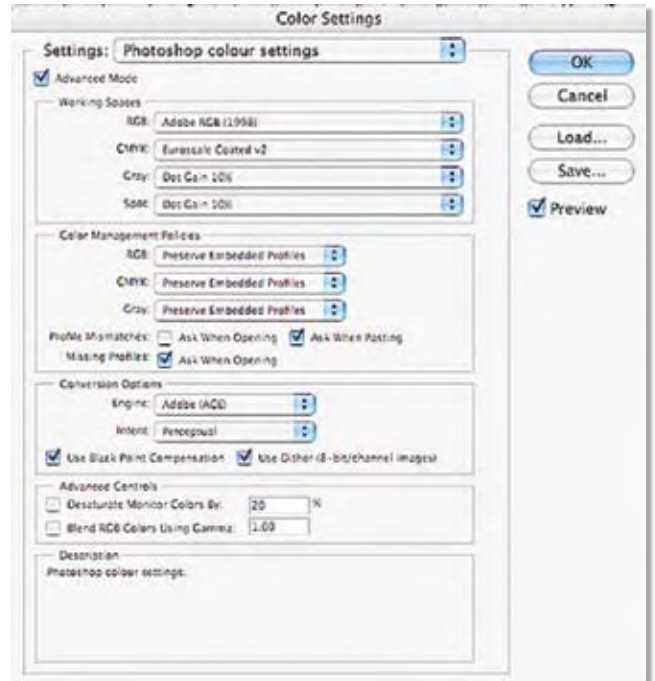 Color Settings
Settings: Photoshop colour settings
OK
Advanced Mode
Cancel
Working Spaces
RGB: Adobe RGB (1998)
Load...
CMYK: Euroscale Coated v2
Save...
Gray: Dot Gain 10%
Spot: Dot Gain 10%
Preview
Color Management Policies
RGB: Preserve Embedded Profiles
CMYK: Preserve Embedded Profiles
Gray: Preserve Embedded Profiles
Profile Mismatches: Ask When Opening Ask When Pasting
Missing Profiles: Ask When Opening
Conversion Options
Engine: Adobe (ACE)
Intent: Perceptual
Use Black Point Compensation Use Dither (8-bit/channel images)
Advanced Controls
Desaturate Monitor Colors By: 20 %
Blend RGB Colors Using Gamma: 1.00
Description
Photoshop colour settings: